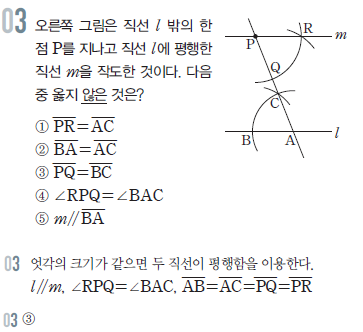 03 오른쪽 그림은 직선 l 밖의 한
점 P를 지나고 직선 l에 평행한
직선 m을 작도한 것이다. 다음
중 옳지 않은 것은?
① PR=AC
② BA=AC
③ PQ=BC
④ ∠RPQ=∠BAC
⑤ m∥BA
P
R
m
Q
C
B
A
l
03 엇각의 크기가 같으면 두 직선이 평행함을 이용한다.
l∥m, ∠RPQ=∠BAC, AB=AC=PQ=PR
03 ③